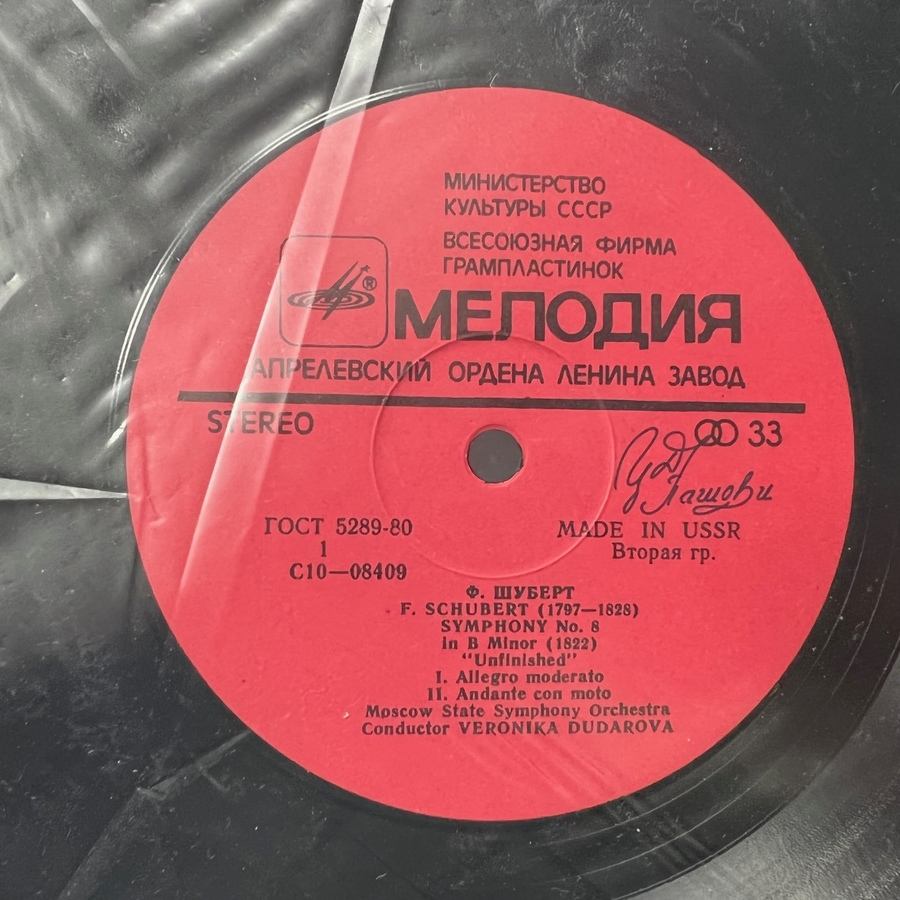 МИНИСТЕРСТВО
КУЛЬТУРЫ СССР
ВСЕСОЮЗНАЯ ФИРМА
ГРАМПЛАСТИНОК
®
МЕЛОДИЯ
АПРЕЛЕВСКИЙ ОРДЕНА ЛЕНИНА ЗАВОД
STEREO
33
ГОСТ 5289-80
MADE IN USSR
1
Вторая гр.
С10—08409
Ф. ШУБЕРТ
F. SCHUBERT (1797—1828)
SYMPHONY No. 8
in B Minor (1822)
"Unfinished"
I. Allegro moderato
II. Andante con moto
Moscow State Symphony Orchestra
Conductor VERONIKA DUDAROVA